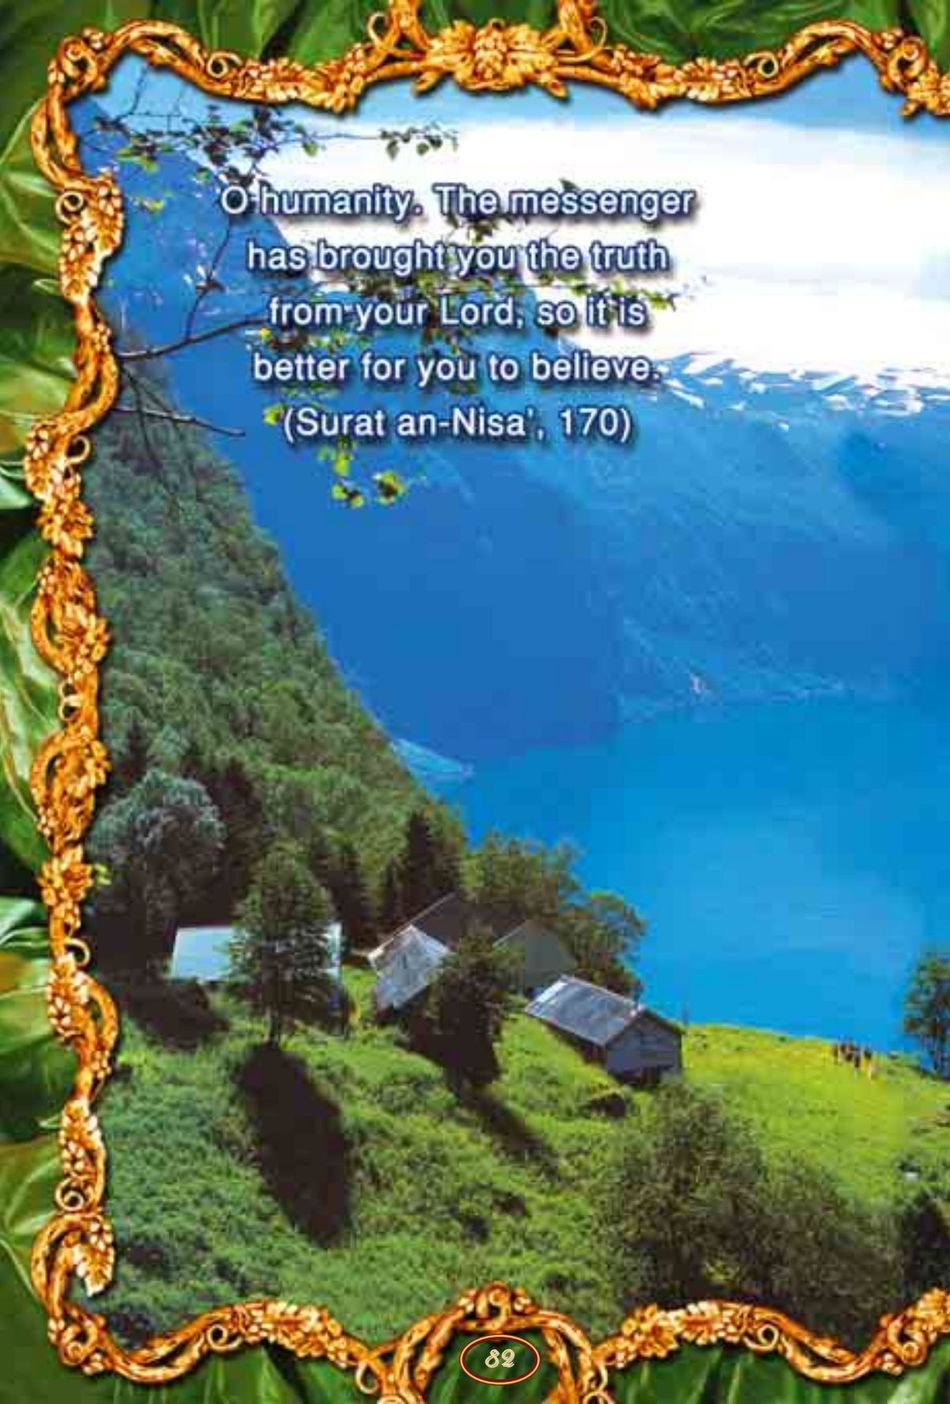 O humanity. The messenger
has brought you the truth
from your Lord, so it is
better for you to believe.
(Surat an-Nisa', 170)
82